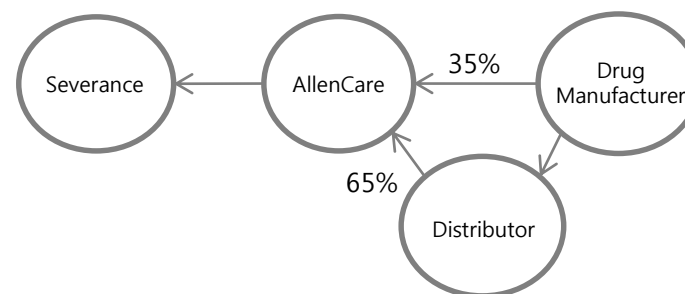 35%
Drug
Severance
AllenCare
Manufacturer
65%
Distributor